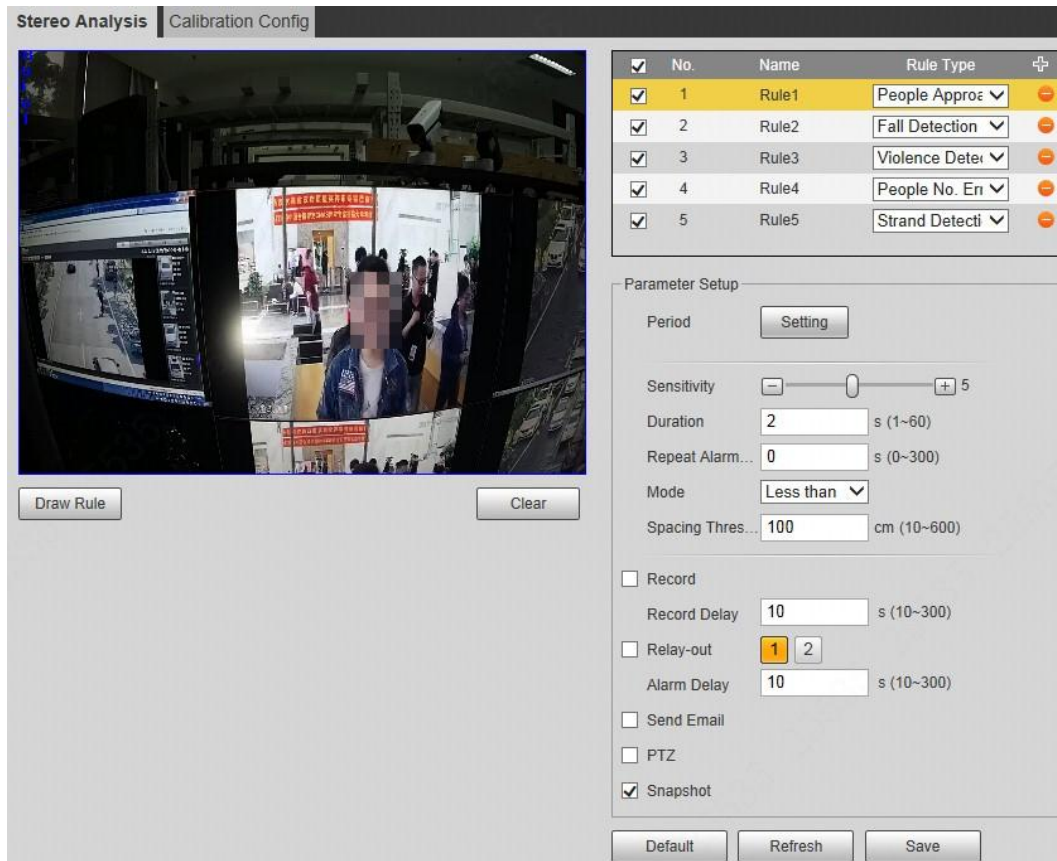 Stereo Analysis Calibration Config
No. Name Rule Type
1 Rule1 People Approa
2 Rule2 Fall Detection
3 Rule3 Violence Detec
4 Rule4 People No. Err
5 Rule5 Strand Detecti
Draw Rule Clear
Parameter Setup
Period Setting
Sensitivity 5
Duration 2 s (1~60)
Repeat Alarm... 0 s (0~300)
Mode Less than
Spacing Thres... 100 cm (10~600)
Record
Record Delay 10 s (10~300)
Relay-out 1 2
Alarm Delay 10 s (10~300)
Send Email
PTZ
Snapshot
Default Refresh Save